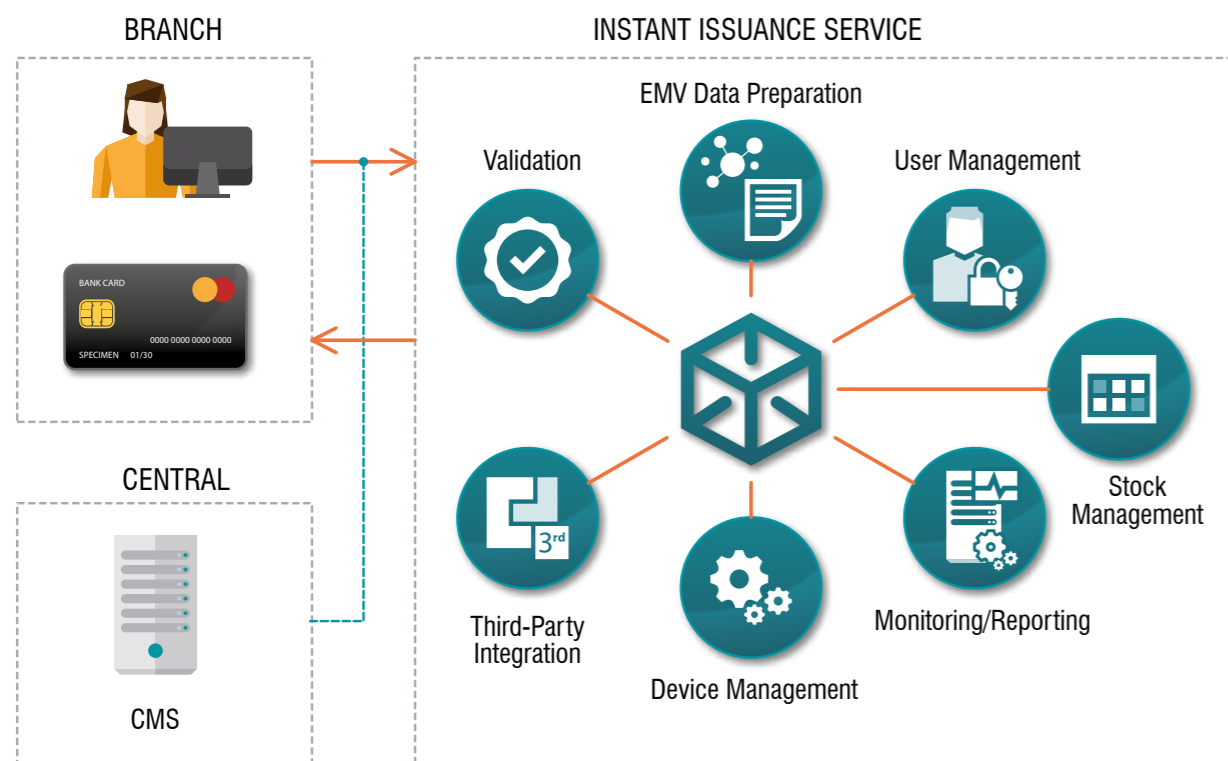 BRANCH
INSTANT ISSUANCE SERVICE
EMV Data Preparation
Validation
User Management
BANK CARD
0000 0000 0000 0000
SPECIMEN 01/30
CENTRAL
Stock
Management
3rd
Third-Party
Integration
Monitoring/Reporting
Device Management
CMS